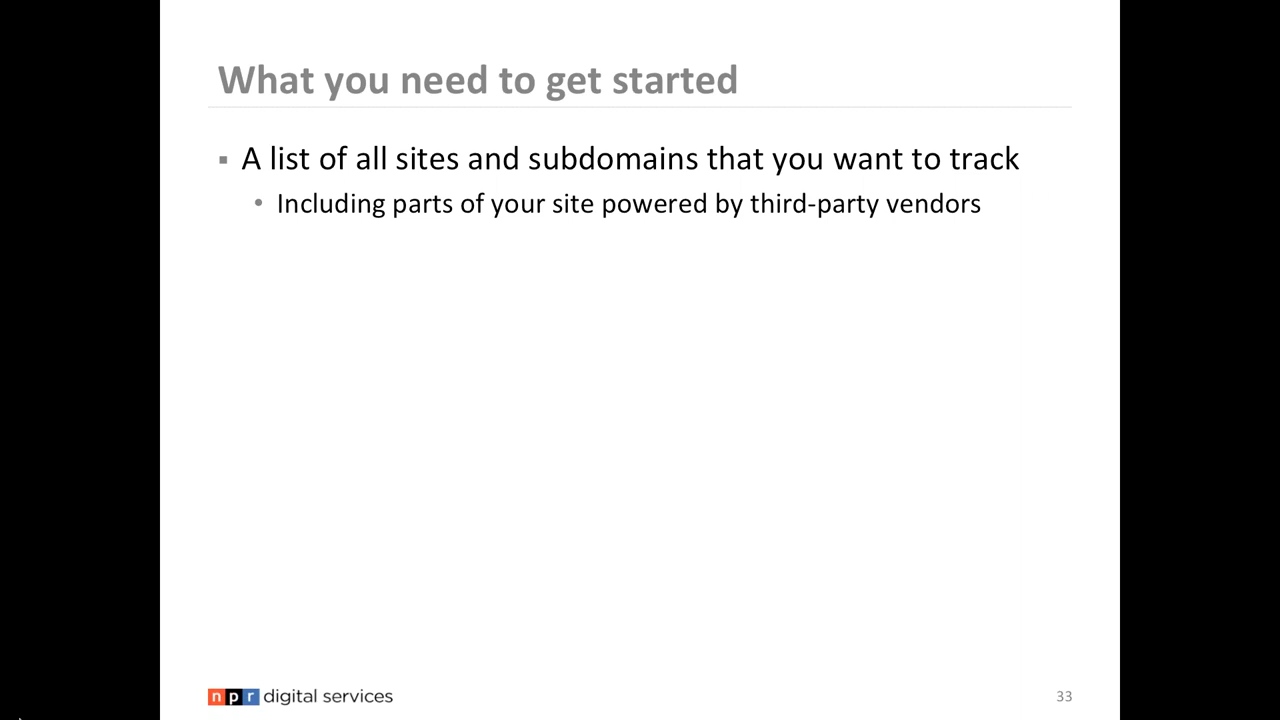 What you need to get started
▪ A list of all sites and subdomains that you want to track
• Including parts of your site powered by third-party vendors
npr digital services
33